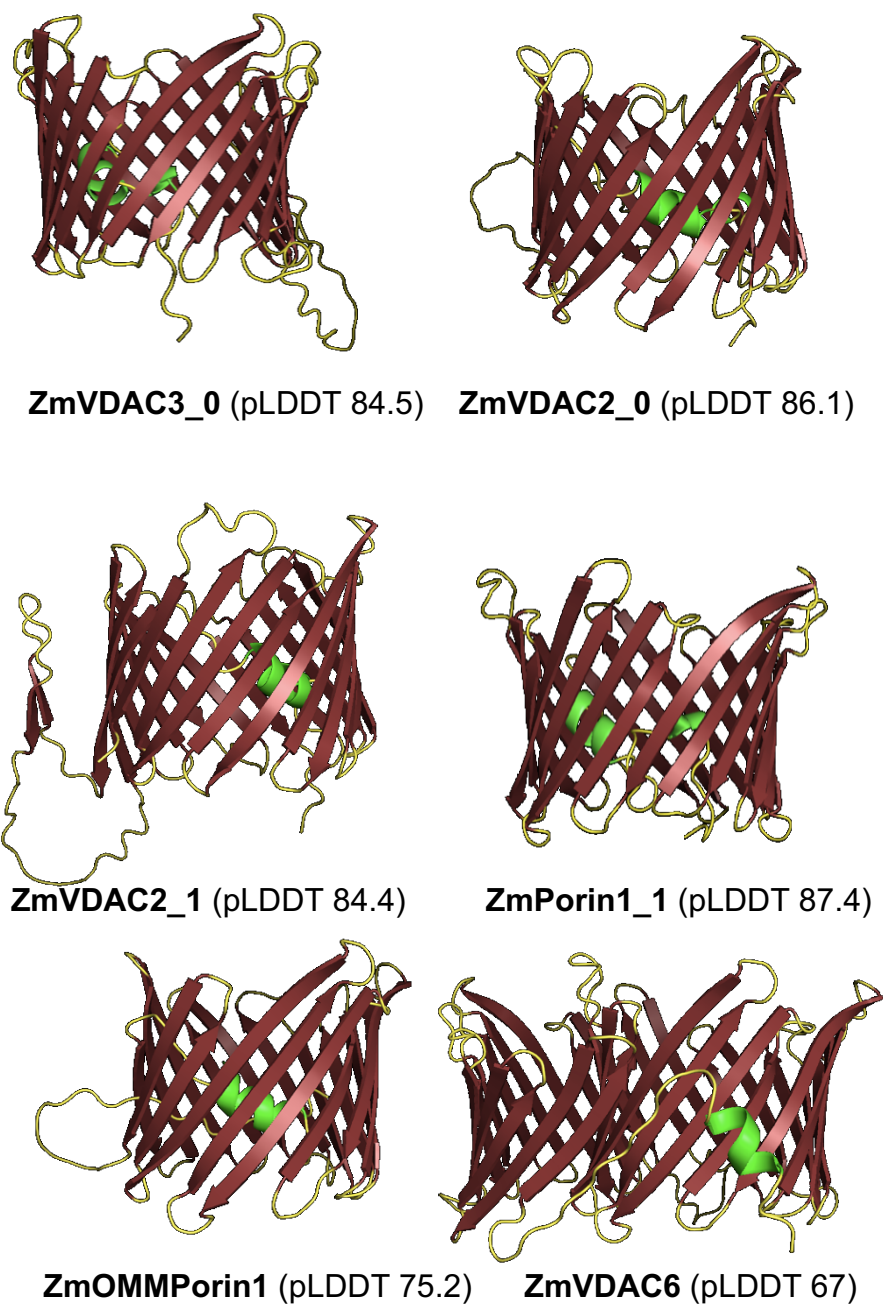 ZmVDAC3_0 (pLDDT 84.5) ZmVDAC2_0 (pLDDT 86.1)
ZmVDAC2_1 (pLDDT 84.4) ZmPorin1_1 (pLDDT 87.4)
ZmOMMPorin1 (pLDDT 75.2) ZmVDAC6 (pLDDT 67)